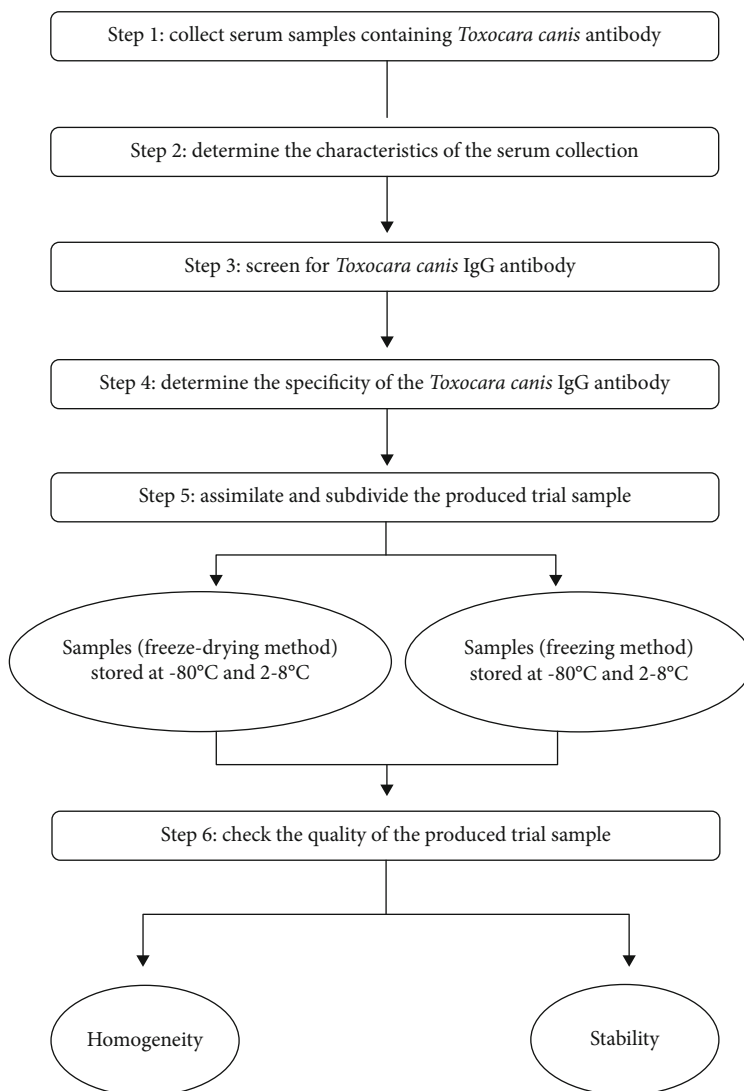 Step 1: collect serum samples containing Toxocara canis antibody
Step 2: determine the characteristics of the serum collection
Step 3: screen for Toxocara canis IgG antibody
Step 4: determine the specificity of the Toxocara canis IgG antibody
Step 5: assimilate and subdivide the produced trial sample
Samples (freeze-drying method)
stored at -80°C and 2-8°C
Samples (freezing method)
stored at -80°C and 2-8°C
Step 6: check the quality of the produced trial sample
Homogeneity
Stability